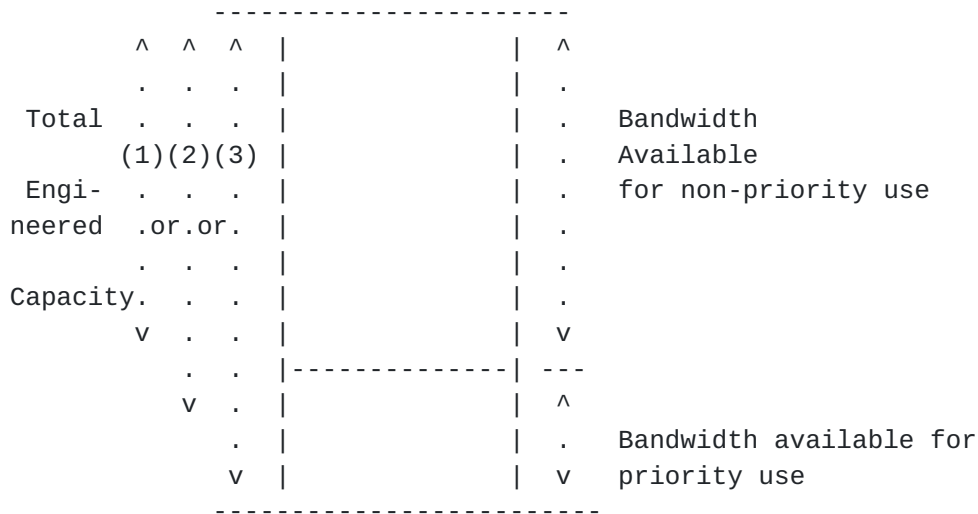 -----------------------
^ ^ ^ | | ^
. . . | | .
Total . . . | | . Bandwidth
(1)(2)(3) | | . Available
Engi- . . . | | . for non-priority use
neered .or.or. | | .
. . . | | .
Capacity. . . | | .
v . . | | v
. . |--------------| ---
v . | | ^
. | | . Bandwidth available for
v | | v priority use
-------------------------